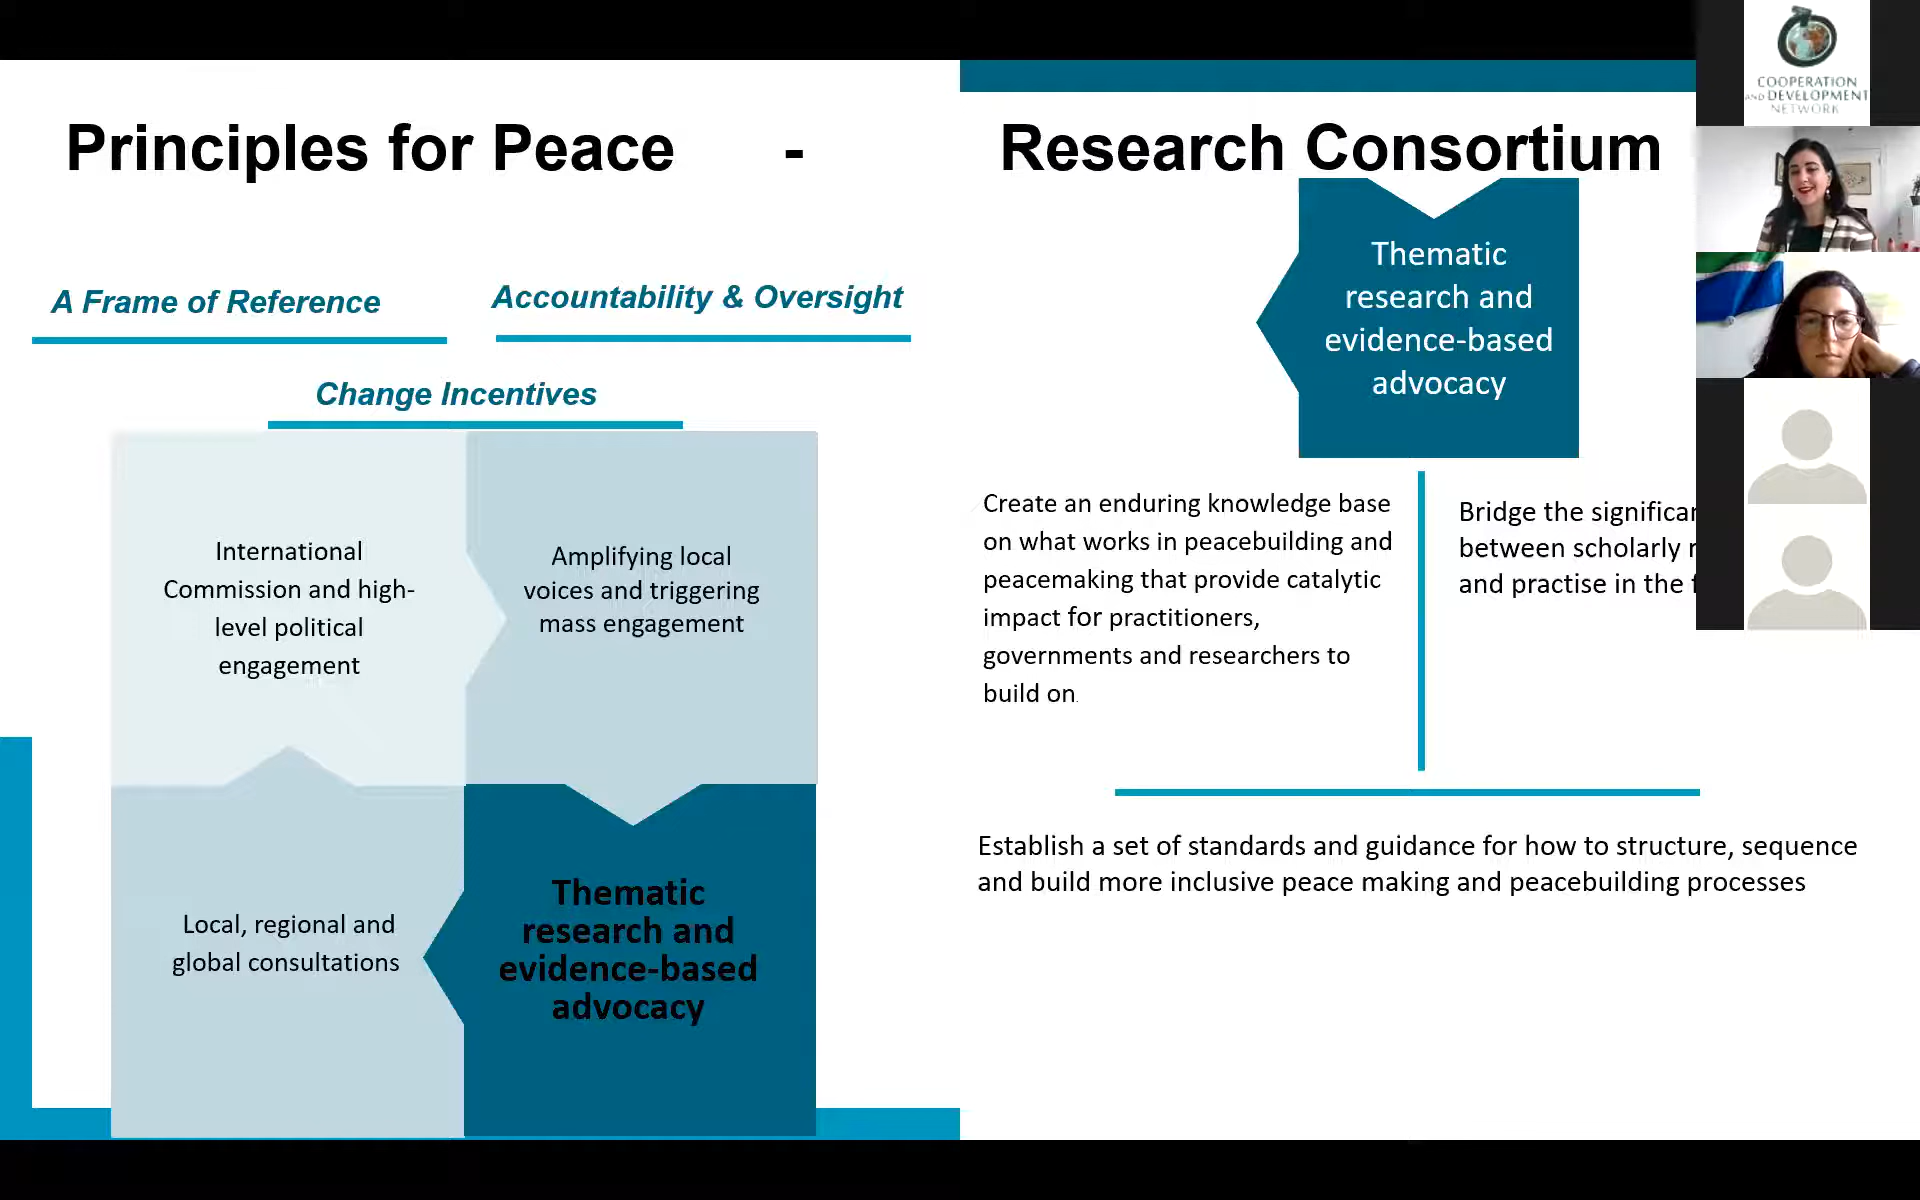 Principles for Peace - Research Consortium
A Frame of Reference
Accountability & Oversight
Change Incentives
International
Commission and high-
level political
engagement
Amplifying local
voices and triggering
mass engagement
Local, regional and
global consultations
Thematic
research and
evidence-based
advocacy
Thematic
research and
evidence-based
advocacy
Create an enduring knowledge base
on what works in peacebuilding and
peacemaking that provide catalytic
impact for practitioners,
governments and researchers to
build on.
Bridge the
between scholarly
and practise in the
Establish a set of standards and guidance for how to structure, sequence
and build more inclusive peace making and peacebuilding processes
COOPERATION
AND DEVELOPMENT
NETWORK